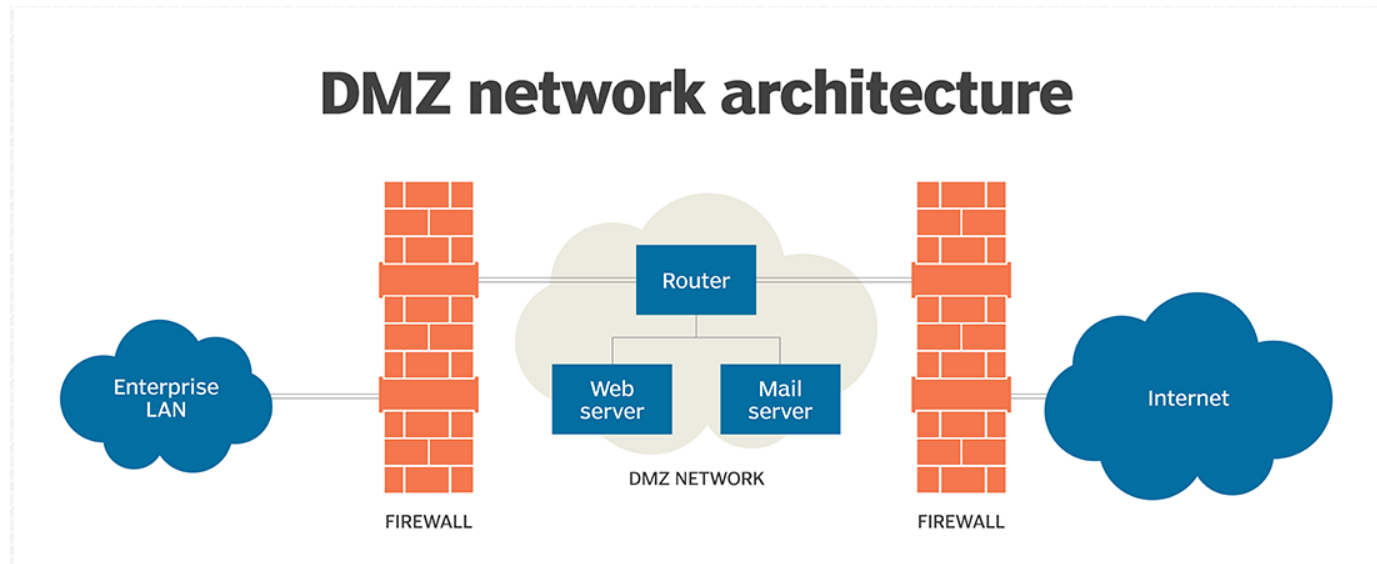 DMZ network architecture
Router
Enterprise
LAN
Web
server
Mail
server
Internet
DMZ NETWORK
FIREWALL
FIREWALL